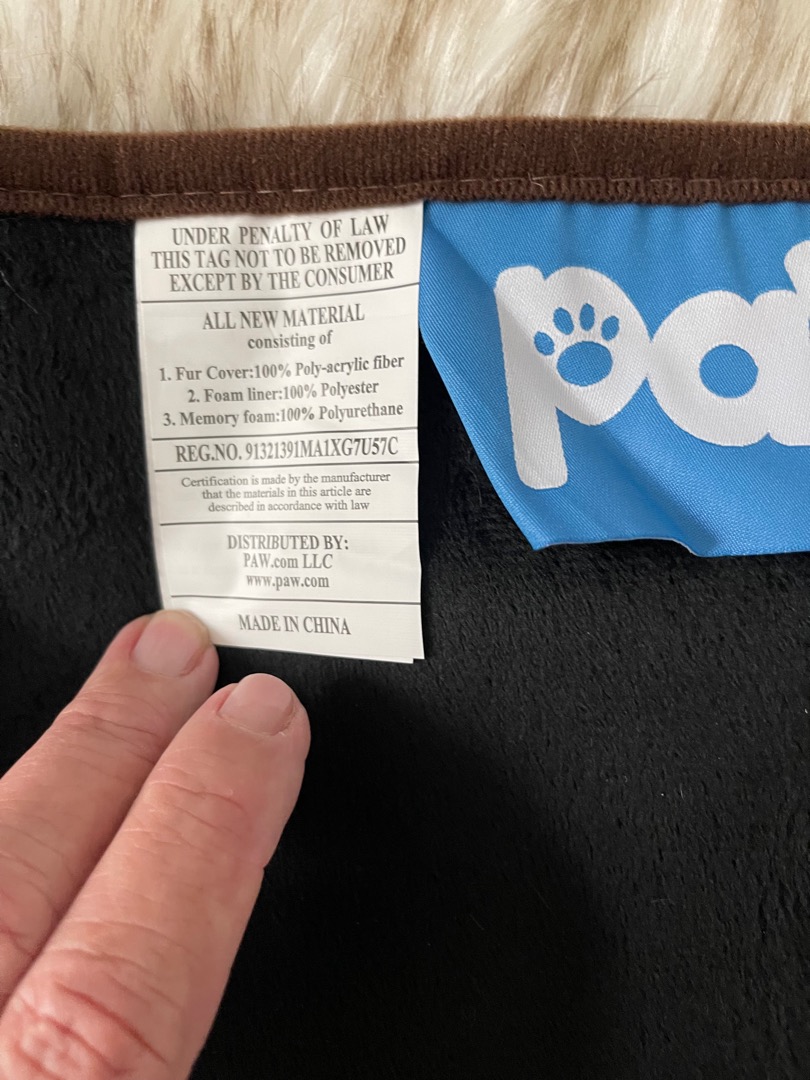 UNDER PENALTY OF LAW
THIS TAG NOT TO BE REMOVED
EXCEPT BY THE CONSUMER
ALL NEW MATERIAL
consisting of
1. Fur Cover:100% Poly-acrylic fiber
2. Foam liner:100% Polyester
3. Memory foam:100% Polyurethane
REG.NO. 91321391MA1XG7U57C
Certification is made by the manufacturer
that the materials in this article are
described in accordance with law
DISTRIBUTED BY:
PAW.com LLC
www.paw.com
MADE IN CHINA